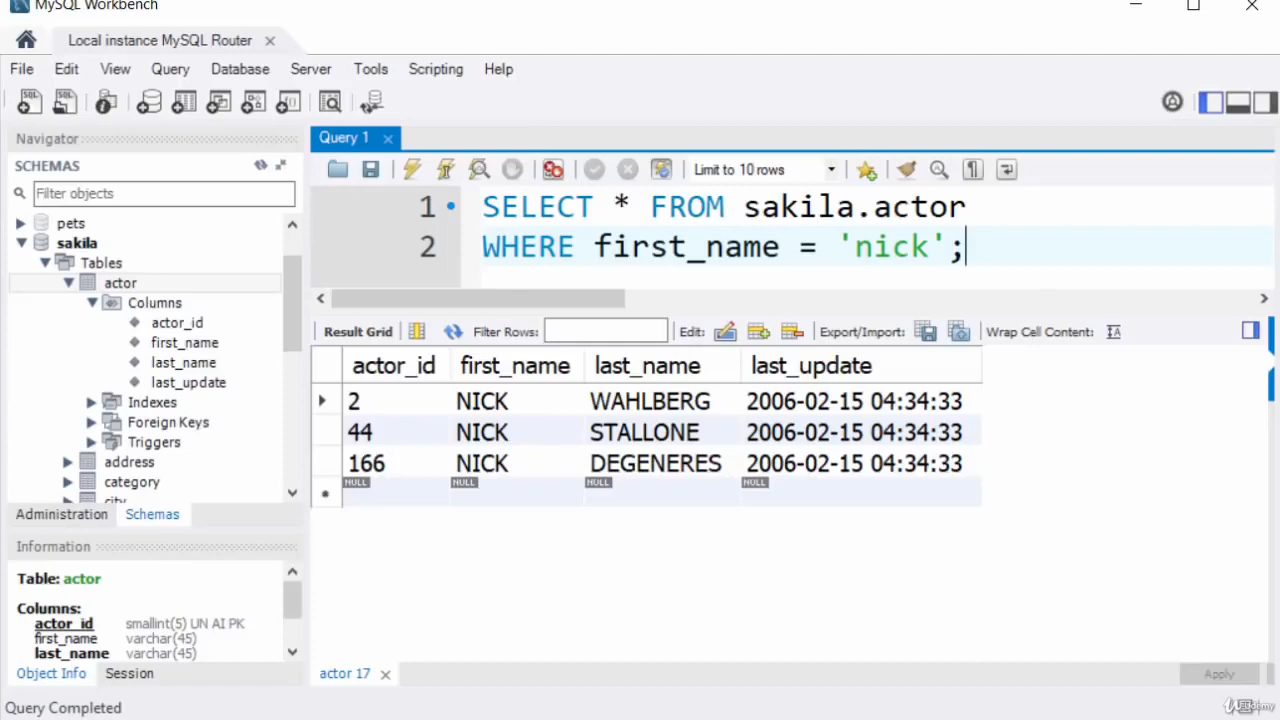 MySQL Workbench
Local instance MySQL Router
File Edit View Query Database Server Tools Scripting Help
Navigator
SCHEMAS
Filter objects
pets
sakila
Tables
actor
Columns
actor_id
first_name
last_name
last_update
Indexes
Foreign Keys
Triggers
address
category
city
Administration Schemas
Information
Table: actor
Columns:
actor_id smallint(5) UN AI PK
first_name varchar(45)
last_name varchar(45)
Object Info Session
Query 1
Limit to 10 rows
1 SELECT * FROM sakila.actor
2 WHERE first_name = 'nick';
Result Grid Filter Rows: Edit: Export/Import: Wrap Cell Content:
actor_id first_name last_name last_update
2 NICK WAHLBERG 2006-02-15 04:34:33
44 NICK STALLONE 2006-02-15 04:34:33
166 NICK DEGENERES 2006-02-15 04:34:33
NULL NULL NULL NULL
actor 17
Apply
Query Completed